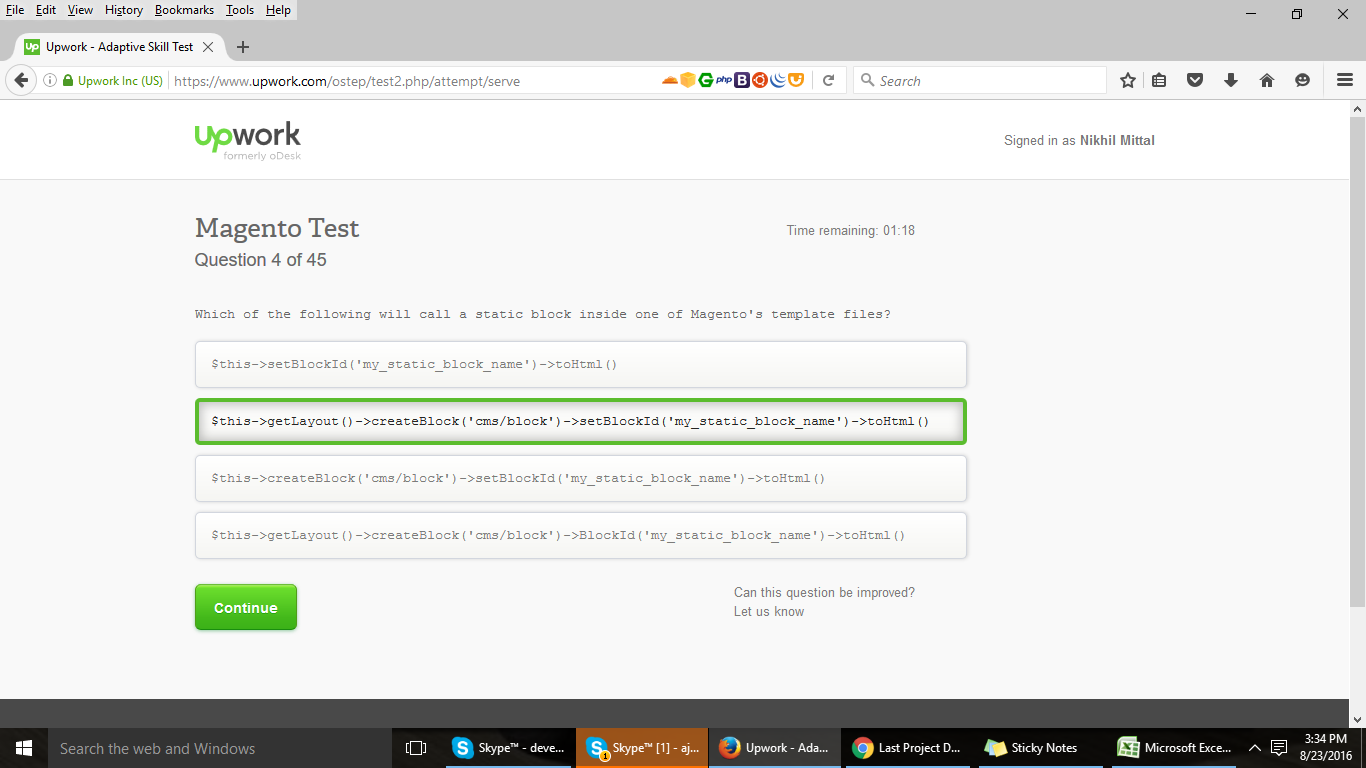 File Edit View History Bookmarks Tools Help
Upwork - Adaptive Skill Test
Upwork Inc (US) https://www.upwork.com/ostep/test2.php/attempt/serve php B Search
upwork
formerly oDesk
Signed in as Nikhil Mittal
Magento Test
Time remaining: 01:18
Question 4 of 45
Which of the following will call a static block inside one of Magento's template files?
$this->setBlockId('my_static_block_name')->toHtml()
$this->getLayout()->createBlock('cms/block')->setBlockId('my_static_block_name')->toHtml()
$this->createBlock('cms/block')->setBlockId('my_static_block_name')->toHtml()
$this->getLayout()->createBlock('cms/block')->BlockId('my_static_block_name')->toHtml()
Continue
Can this question be improved?
Let us know
Search the web and Windows
Skype™ - deve...
Skype™ [1] - aj...
Upwork - Ada...
Last Project D...
Sticky Notes
Microsoft Exce...
3:34 PM
8/23/2016